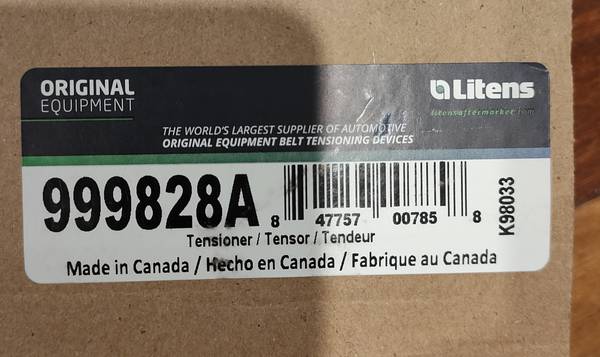 ORIGINAL
EQUIPMENT
Litens
litensaftermarket.com
THE WORLD'S LARGEST SUPPLIER OF AUTOMOTIVE
ORIGINAL EQUIPMENT BELT TENSIONING DEVICES
999828A
8 47757 00785 8
K98033
Tensioner / Tensor / Tendeur
Made in Canada / Hecho en Canada / Fabrique au Canada